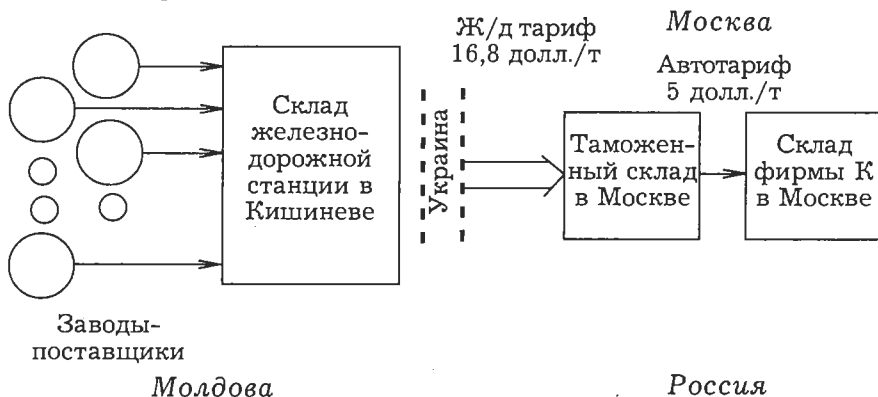 Ж/д тариф
16,8 долл./т
Москва
Автотариф
5 долл./т
Склад
железно-
дорожной
станции в
Кишиневе
Украина
Таможен-
ный склад
в Москве
Склад
фирмы К
в Москве
Заводы-
поставщики
Молдова
Россия